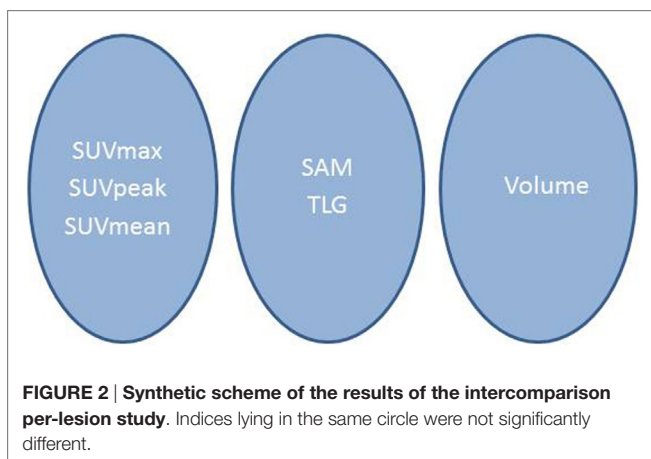 SUVmax
SUVpeak
SUVmean
SAM
TLG
Volume
FIGURE 2 | Synthetic scheme of the results of the intercomparison
per-lesion study. Indices lying in the same circle were not significantly
different.